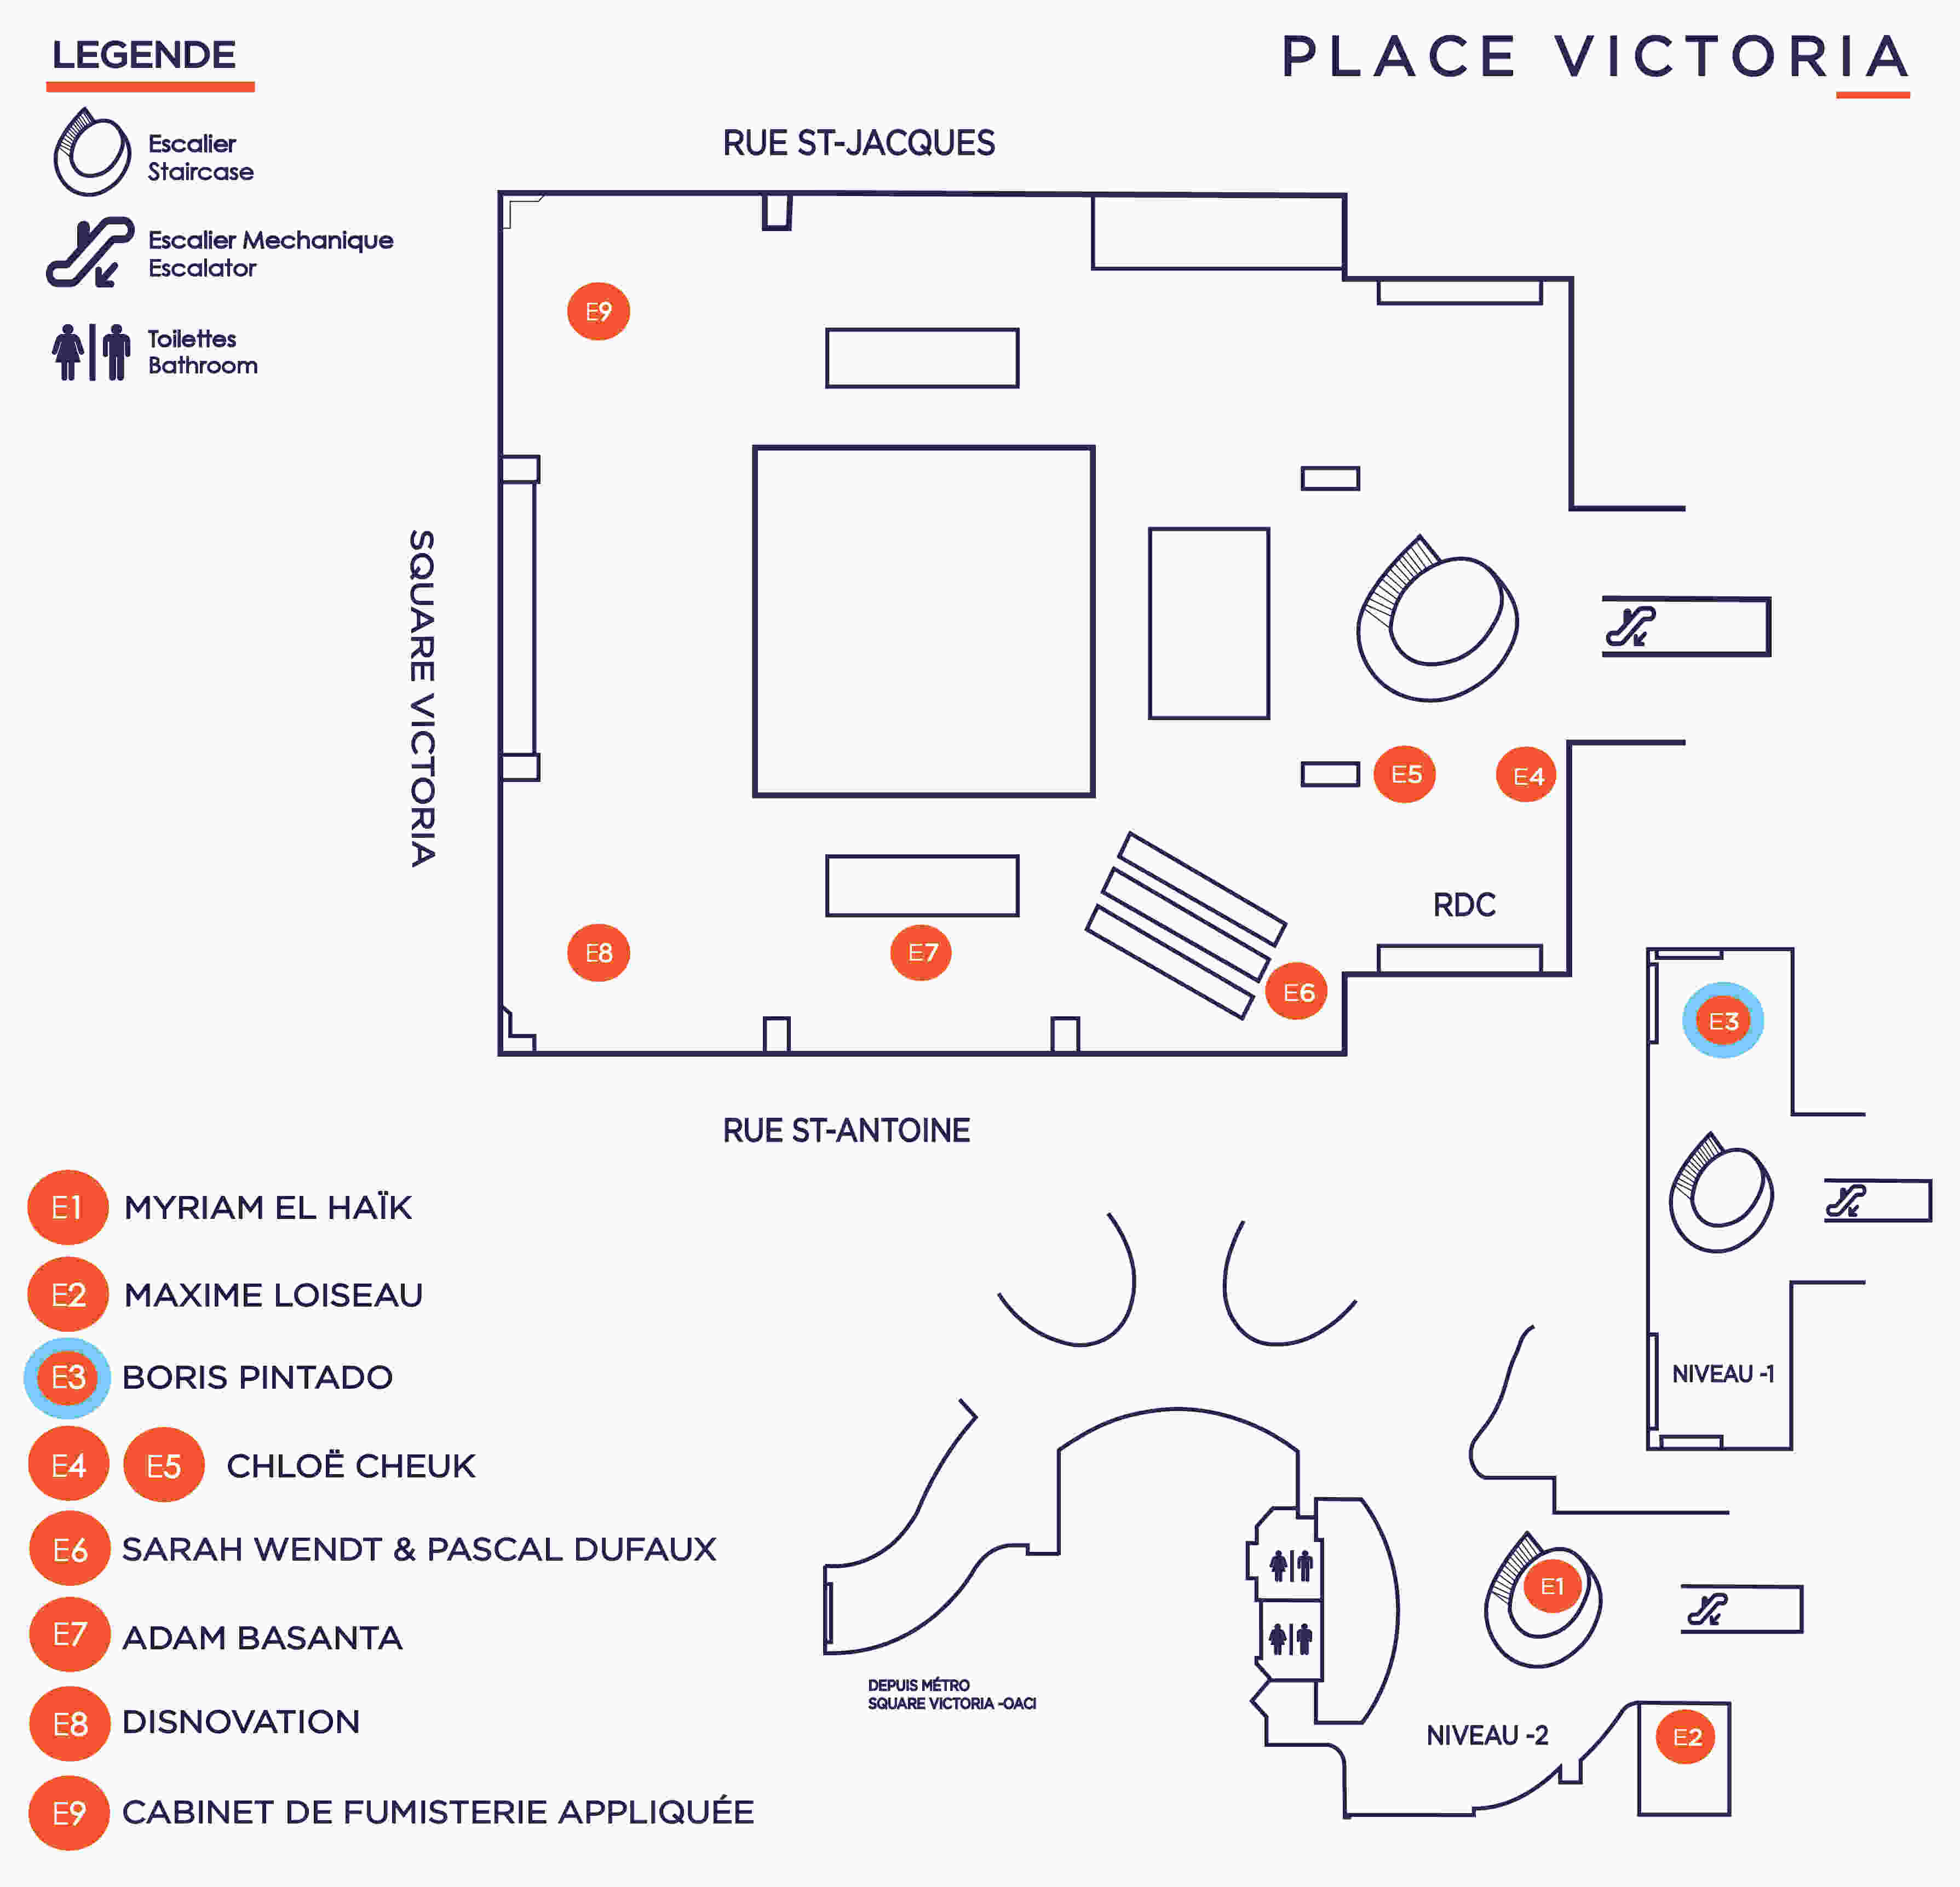 LEGENDE
Escalier
Staircase
Escalier Mechanique
Escalator
Toilettes
Bathroom
PLACE VICTORIA
RUE ST-JACQUES
SQUARE VICTORIA
E9
E5
E4
E8
E7
E6
RDC
RUE ST-ANTOINE
E3
NIVEAU -1
E1 MYRIAM EL HAÏK
E2 MAXIME LOISEAU
E3 BORIS PINTADO
E4 E5 CHLOË CHEUK
E6 SARAH WENDT & PASCAL DUFAUX
E7 ADAM BASANTA
E8 DISNOVATION
E9 CABINET DE FUMISTERIE APPLIQUÉE
DEPUIS MÉTRO
SQUARE VICTORIA -OACI
E1
NIVEAU -2
E2